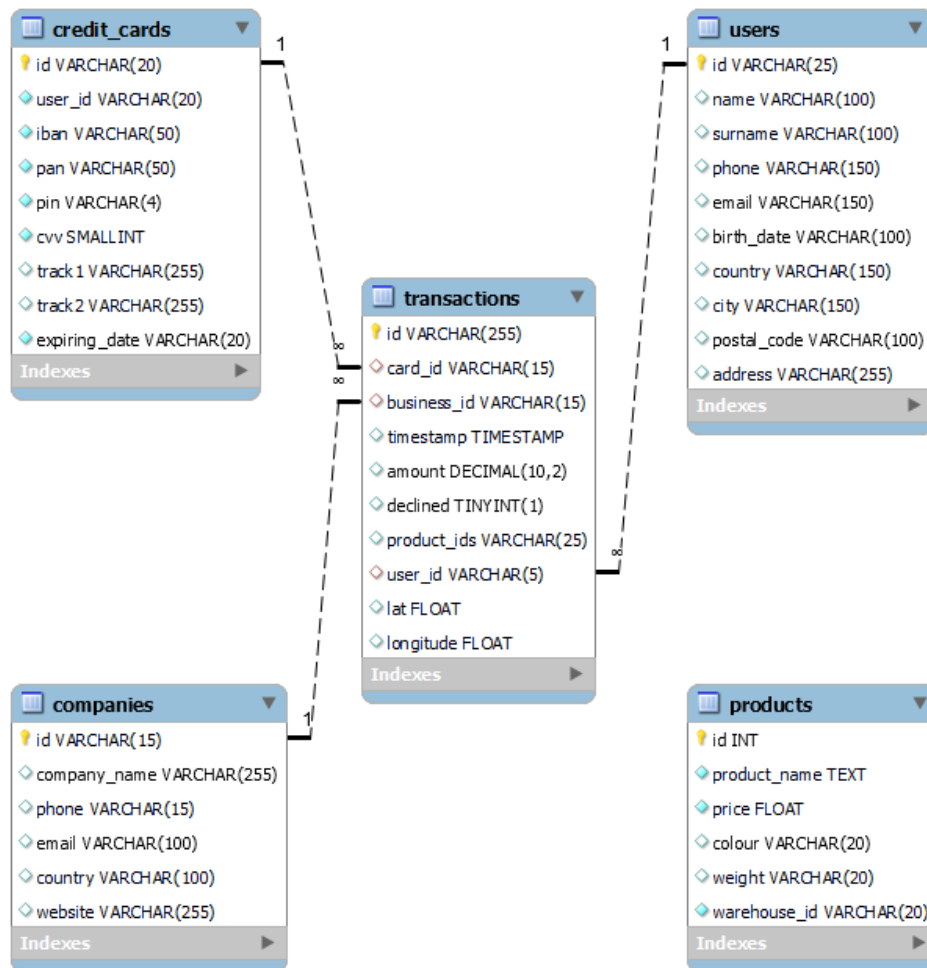 credit_cards
id VARCHAR(20)
user_id VARCHAR(20)
iban VARCHAR(50)
pan VARCHAR(50)
pin VARCHAR(4)
cvv SMALLINT
track1 VARCHAR(255)
track2 VARCHAR(255)
expiring_date VARCHAR(20)
Indexes
1
∞
users
id VARCHAR(25)
name VARCHAR(100)
surname VARCHAR(100)
phone VARCHAR(150)
email VARCHAR(150)
birth_date VARCHAR(100)
country VARCHAR(150)
city VARCHAR(150)
postal_code VARCHAR(100)
address VARCHAR(255)
Indexes
1
∞
transactions
id VARCHAR(255)
card_id VARCHAR(15)
business_id VARCHAR(15)
timestamp TIMESTAMP
amount DECIMAL(10,2)
declined TINYINT(1)
product_ids VARCHAR(25)
user_id VARCHAR(5)
lat FLOAT
longitude FLOAT
Indexes
∞
1
companies
id VARCHAR(15)
company_name VARCHAR(255)
phone VARCHAR(15)
email VARCHAR(100)
country VARCHAR(100)
website VARCHAR(255)
Indexes
products
id INT
product_name TEXT
price FLOAT
colour VARCHAR(20)
weight VARCHAR(20)
warehouse_id VARCHAR(20)
Indexes